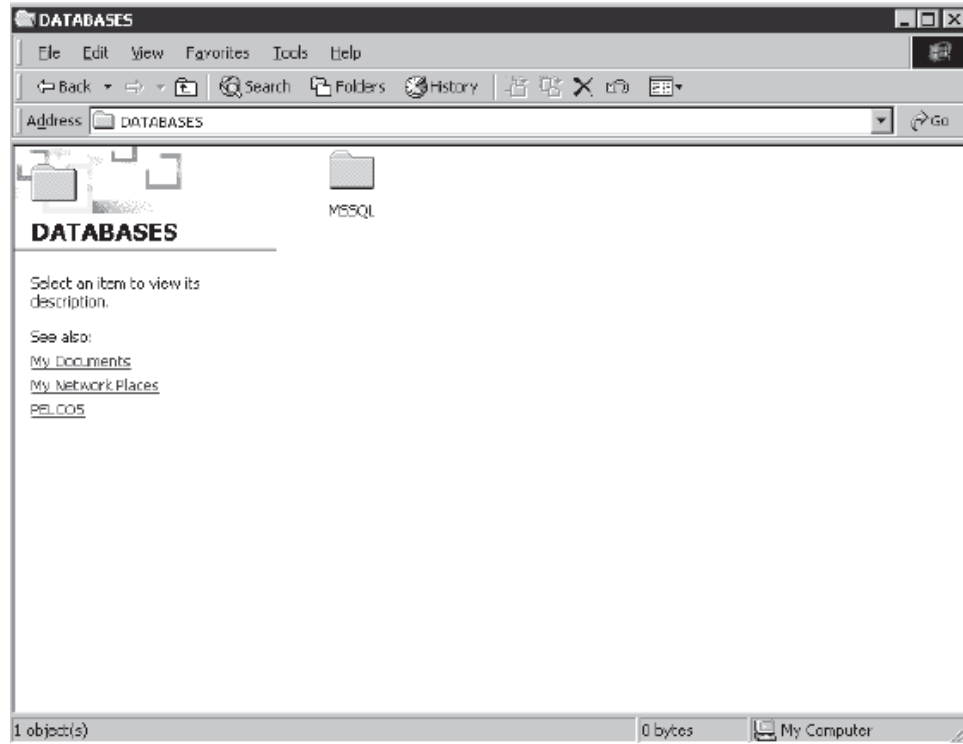 DATABASES
File Edit View Favorites Tools Help
Back Search Folders History
Address DATABASES Go
MSSQL
DATABASES
Select an item to view its
description.
See also:
My Documents
My Network Places
PELCOS
1 object(s) 0 bytes My Computer